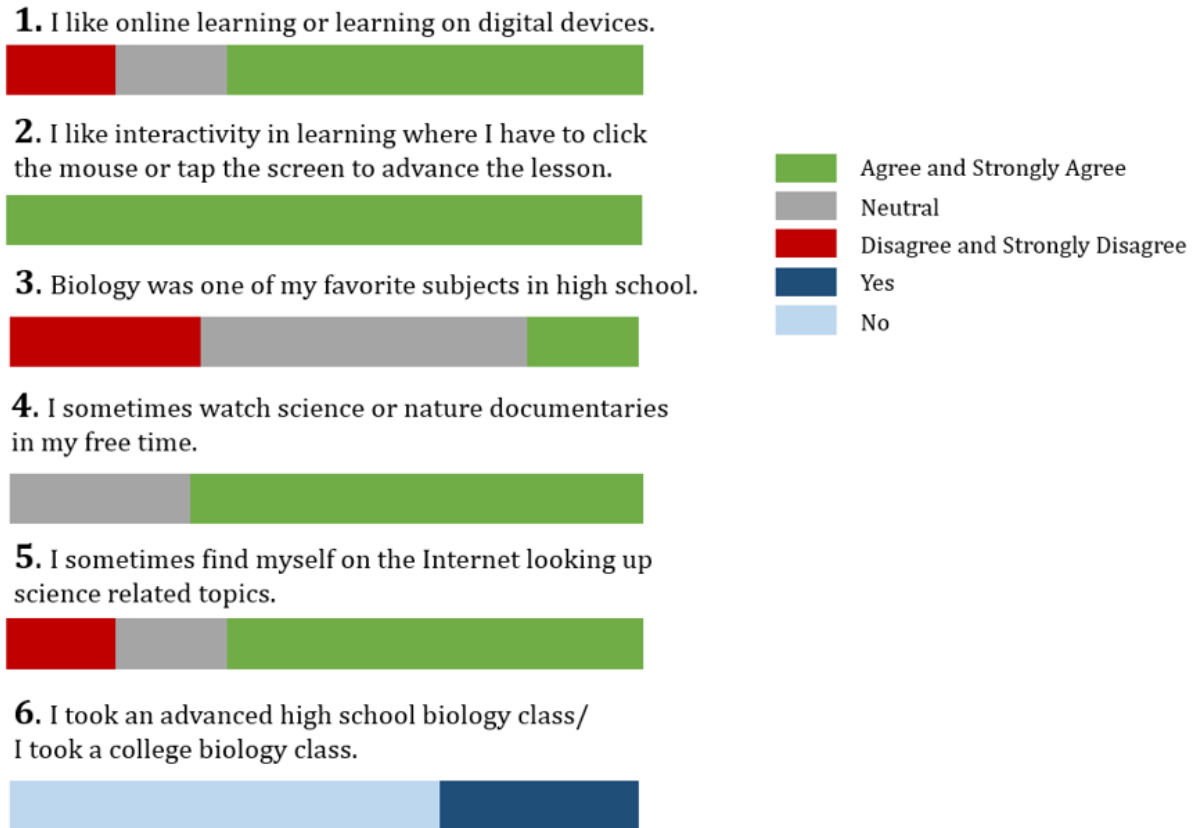 1. I like online learning or learning on digital devices.
2. I like interactivity in learning where I have to click
the mouse or tap the screen to advance the lesson.
3. Biology was one of my favorite subjects in high school.
4. I sometimes watch science or nature documentaries
in my free time.
5. I sometimes find myself on the Internet looking up
science related topics.
6. I took an advanced high school biology class/
I took a college biology class.
Agree and Strongly Agree
Neutral
Disagree and Strongly Disagree
Yes
No